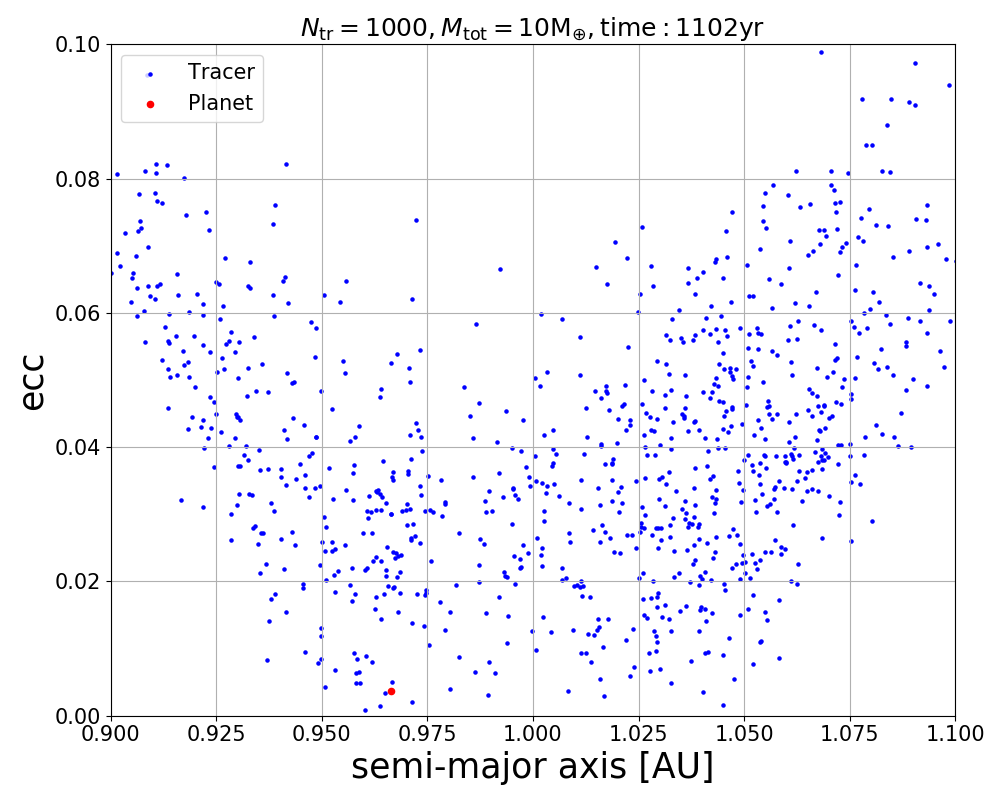 N_tr = 1000, M_tot = 10M_⊕, time : 1102yr
Tracer
Planet
0.10
0.08
0.06
0.04
0.02
0.00
ecc
0.900 0.925 0.950 0.975 1.000 1.025 1.050 1.075 1.100
semi-major axis [AU]